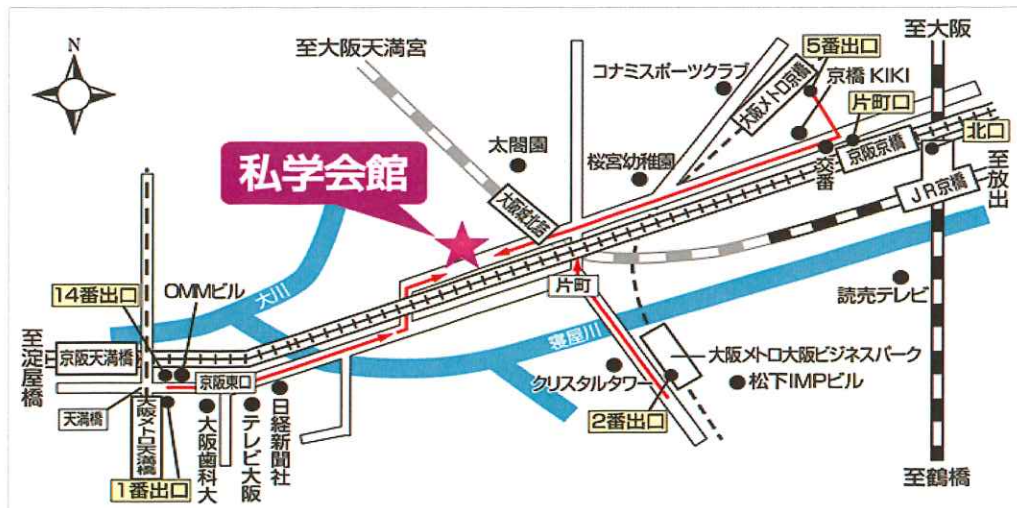 N
至大阪天満宮
コナミスポーツクラブ
5番出口
至大阪
大阪メトロ京橋
京橋 KIKI
片町口
太閤園
桜宮幼稚園
交番
京阪京橋
北口
私学会館
大阪城北詰
JR京橋
至放出
14番出口
OMMビル
大川
片町
読売テレビ
寝屋川
至淀屋橋
京阪天満橋
京阪東口
天満橋
大阪メトロ天満橋
1番出口
大阪歯科大
テレビ大阪
日経新聞社
クリスタルタワー
大阪メトロ大阪ビジネスパーク
松下IMPビル
2番出口
至鶴橋